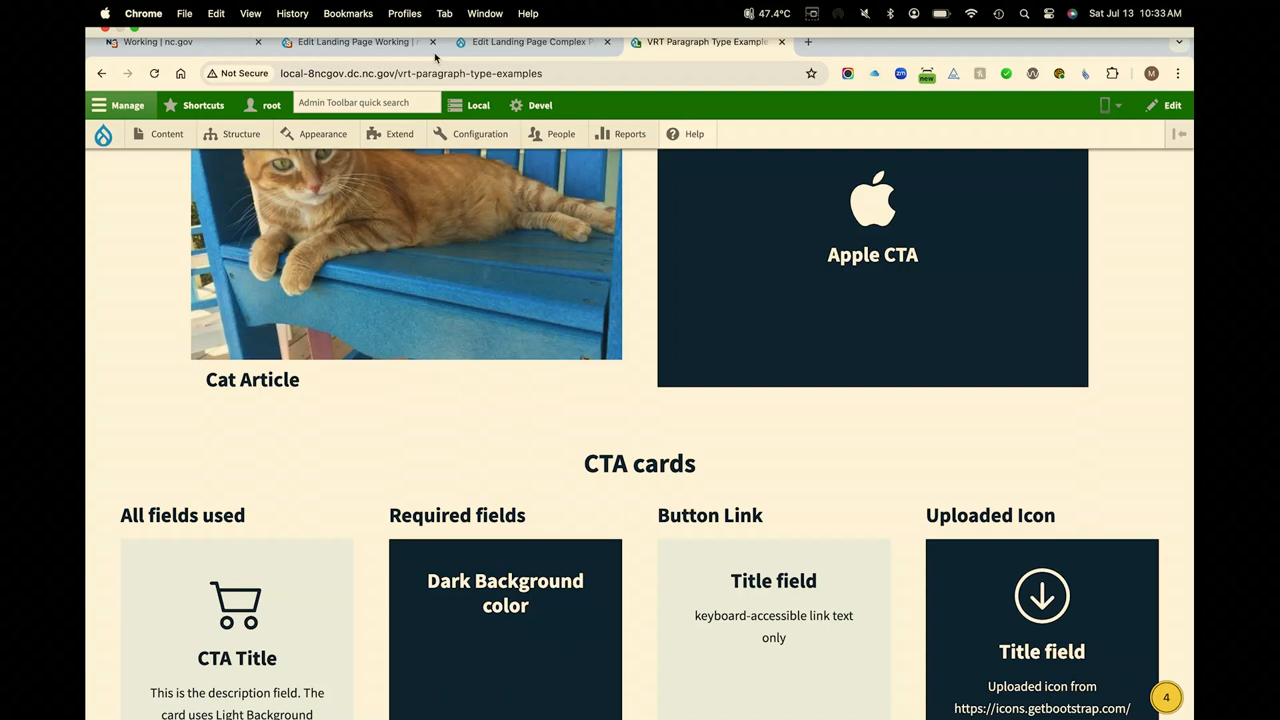 Chrome File Edit View History Bookmarks Profiles Tab Window Help 47.4°C Sat Jul 13 10:33 AM
Working | nc.gov Edit Landing Page Working | Edit Landing Page Complex P VRT Paragraph Type Example
Not Secure local-8ncgov.dc.nc.gov/vrt-paragraph-type-examples zm new M
Manage Shortcuts root Admin Toolbar quick search Local Devel Edit
Content Structure Appearance Extend Configuration People Reports Help
Apple CTA
Cat Article
CTA cards
All fields used Required fields Button Link Uploaded Icon
Dark Background
color
Title field
keyboard-accessible link text
only
CTA Title
This is the description field. The
card uses Light Background
Title field
Uploaded icon from
https://icons.getbootstrap.com/
4